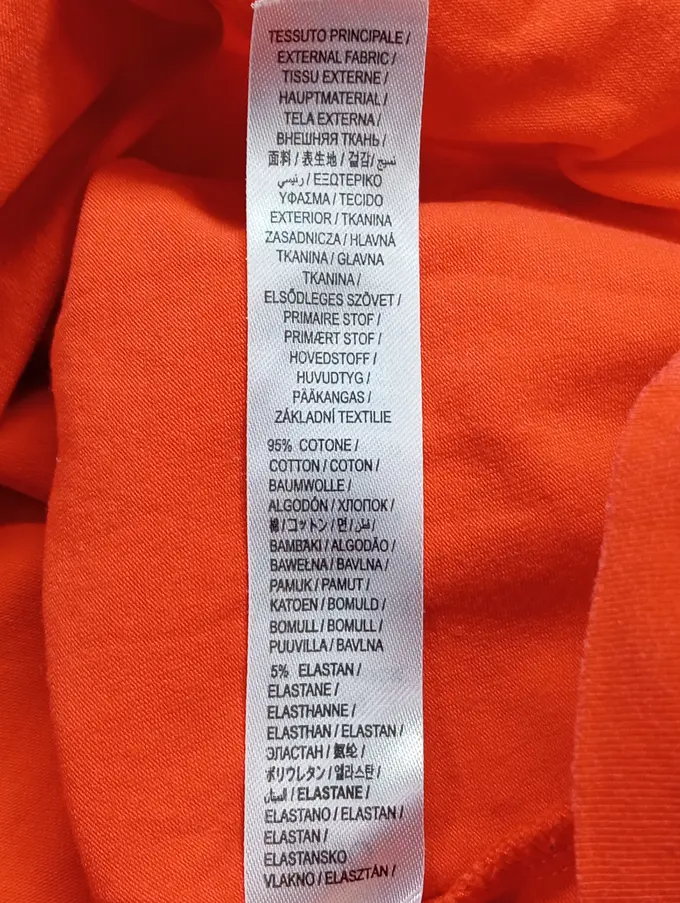 TESSUTO PRINCIPALE /
EXTERNAL FABRIC /
TISSU EXTERNE /
HAUPTMATERIAL /
TELA EXTERNA /
ВНЕШНЯЯ ТКАНЬ /
面料 / 表生地 / 겉감 / نسيج
رئيسي / ΕΞΩΤΕΡΙΚΟ
ΥΦΑΣΜΑ / TECIDO
EXTERIOR / TKANINA
ZASADNICZA / HLAVNÁ
TKANINA / GLAVNA
TKANINA /
ELSŐDLEGES SZÖVET /
PRIMAIRE STOF /
PRIMÆRT STOF /
HOVEDSTOFF /
HUVUDTYG /
PÄÄKANGAS /
ZÁKLADNÍ TEXTILIE
95% COTONE /
COTTON / COTON /
BAUMWOLLE /
ALGODÓN / ХЛОПОК /
棉 / コットン / 면 / قطن /
ΒΑΜΒΑΚΙ / ALGODÃO /
BAWEŁNA / BAVLNA /
PAMUK / PAMUT /
KATOEN / BOMULD /
BOMULL / BOMULL /
PUUVILLA / BAVLNA
5% ELASTAN /
ELASTANE /
ELASTHANNE /
ELASTHAN / ELASTAN /
ЭЛАСТАН / 氨纶 /
ポリウレタン / 엘라스탄 /
/ ELASTANE /
ELASTANO / ELASTAN /
ELASTAN /
ELASTANSKO
VLAKNO / ELASZTÁN /